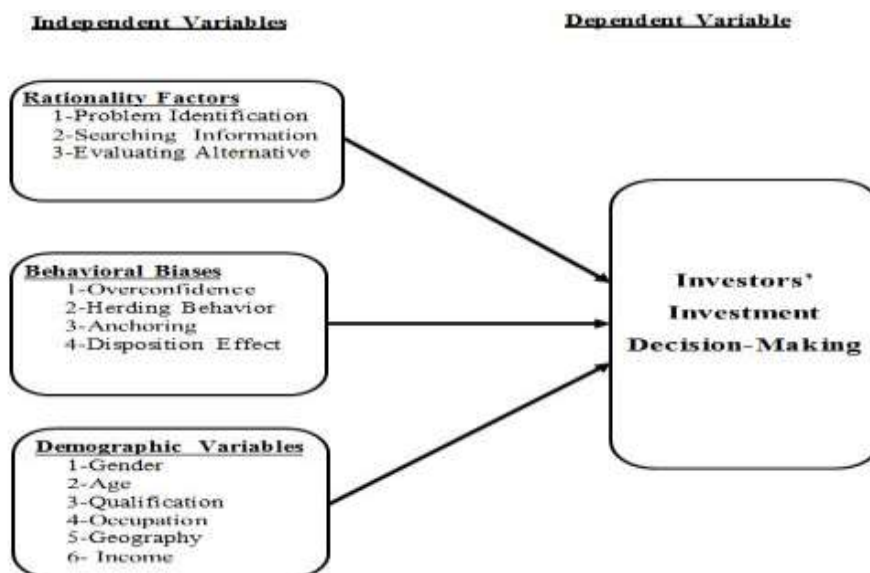 Independent Variables
Dependent Variable
Rationality Factors
1-Problem Identification
2-Searching Information
3-Evaluating Alternative
Behavioral Biases
1-Overconfidence
2-Herding Behavior
3-Anchoring
4-Disposition Effect
Demographic Variables
1-Gender
2-Age
3-Qualification
4-Occupation
5-Geography
6- Income
Investors'
Investment
Decision-Making